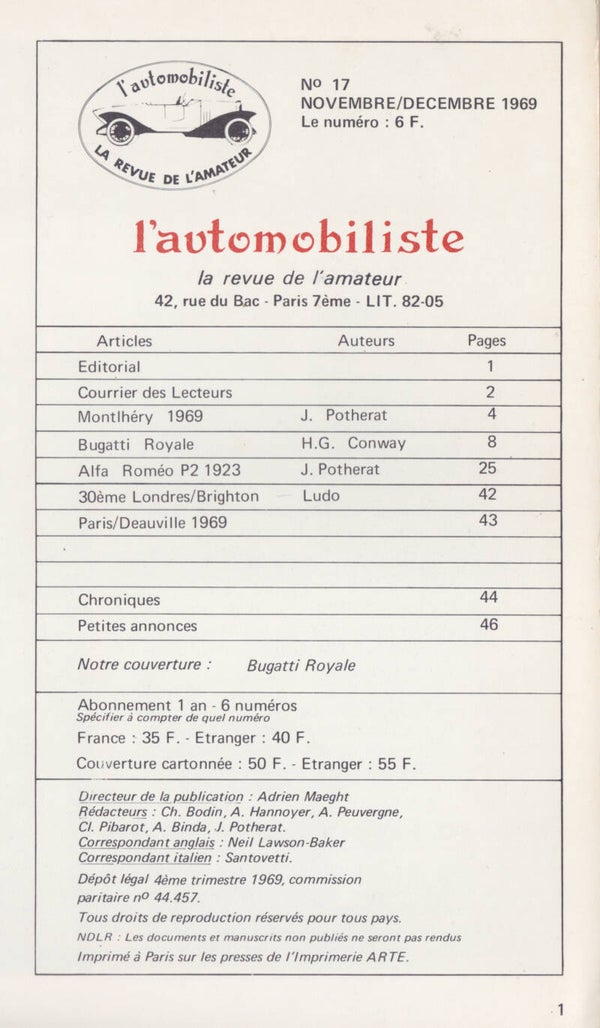 l'automobiliste
LA REVUE DE L'AMATEUR
Nº 17
NOVEMBRE/DECEMBRE 1969
Le numéro : 6 F.
l'automobiliste
la revue de l'amateur
42, rue du Bac - Paris 7ème - LIT. 82-05
Articles Auteurs Pages
Editorial 1
Courrier des Lecteurs 2
Montlhéry 1969 J. Potherat 4
Bugatti Royale H.G. Conway 8
Alfa Roméo P2 1923 J. Potherat 25
30ème Londres/Brighton Ludo 42
Paris/Deauville 1969 43
Chroniques 44
Petites annonces 46
Notre couverture : Bugatti Royale
Abonnement 1 an - 6 numéros
Spécifier à compter de quel numéro
France : 35 F. - Etranger : 40 F.
Couverture cartonnée : 50 F. - Etranger : 55 F.
Directeur de la publication : Adrien Maeght
Rédacteurs : Ch. Bodin, A. Hannoyer, A. Peuvergne,
Cl. Pibarot, A. Binda, J. Potherat.
Correspondant anglais : Neil Lawson-Baker
Correspondant italien : Santovetti.
Dépôt légal 4ème trimestre 1969, commission
paritaire nº 44.457.
Tous droits de reproduction réservés pour tous pays.
NDLR : Les documents et manuscrits non publiés ne seront pas rendus
Imprimé à Paris sur les presses de l'Imprimerie ARTE.
1